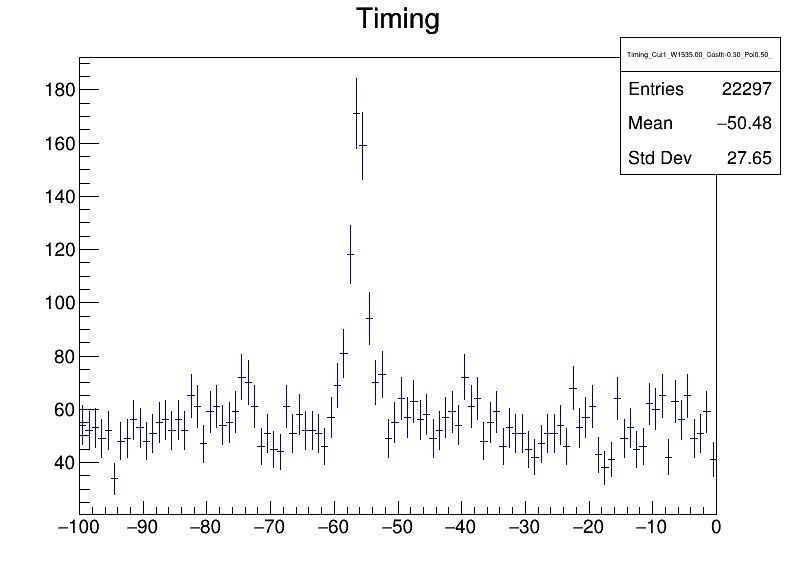 Timing
Timing_Cut1_W1535.00_Costh-0.30_Pol0.50_
Entries 22297
Mean −50.48
Std Dev 27.65
180
160
140
120
100
80
60
40
−100 −90 −80 −70 −60 −50 −40 −30 −20 −10 0